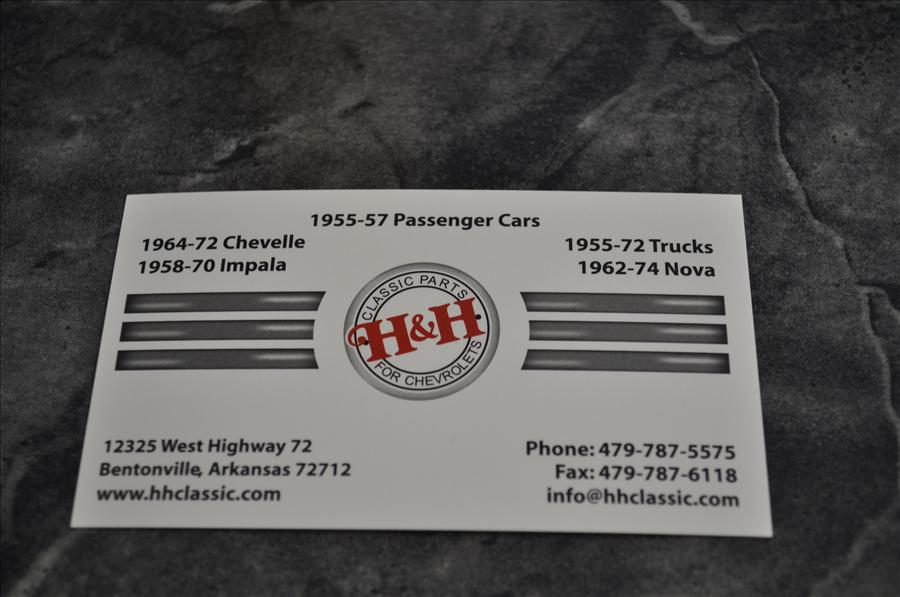 1955-57 Passenger Cars
1964-72 Chevelle
1958-70 Impala
1955-72 Trucks
1962-74 Nova
CLASSIC PARTS
H&H
FOR CHEVROLETS
12325 West Highway 72
Bentonville, Arkansas 72712
www.hhclassic.com
Phone: 479-787-5575
Fax: 479-787-6118
info@hhclassic.com